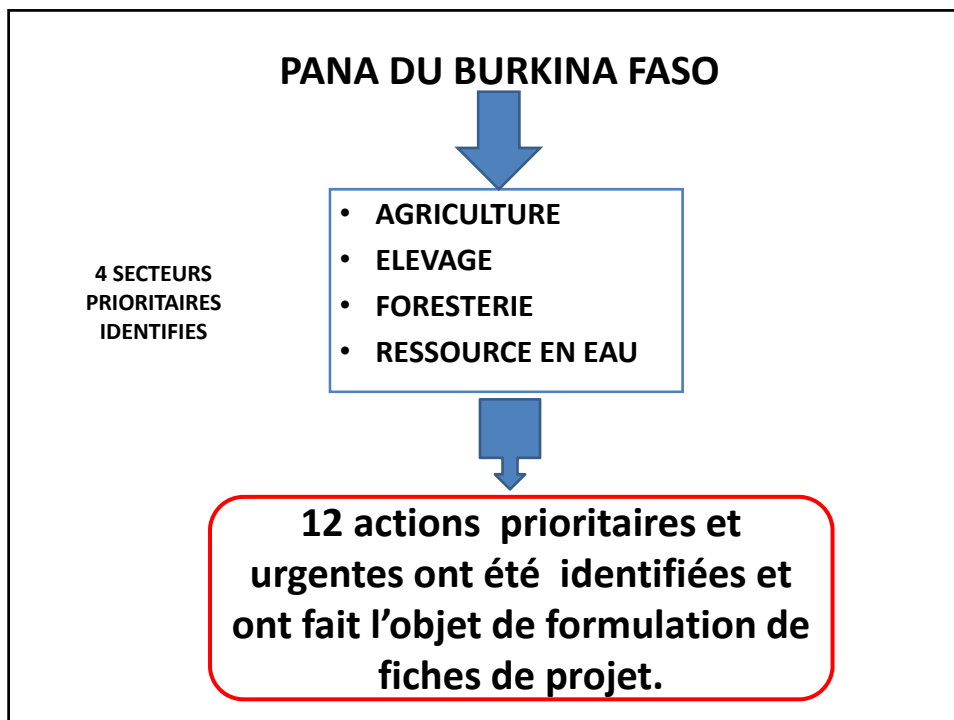 PANA DU BURKINA FASO
4 SECTEURS
PRIORITAIRES
IDENTIFIES
• AGRICULTURE
• ELEVAGE
• FORESTERIE
• RESSOURCE EN EAU
12 actions prioritaires et
urgentes ont été identifiées et
ont fait l’objet de formulation de
fiches de projet.